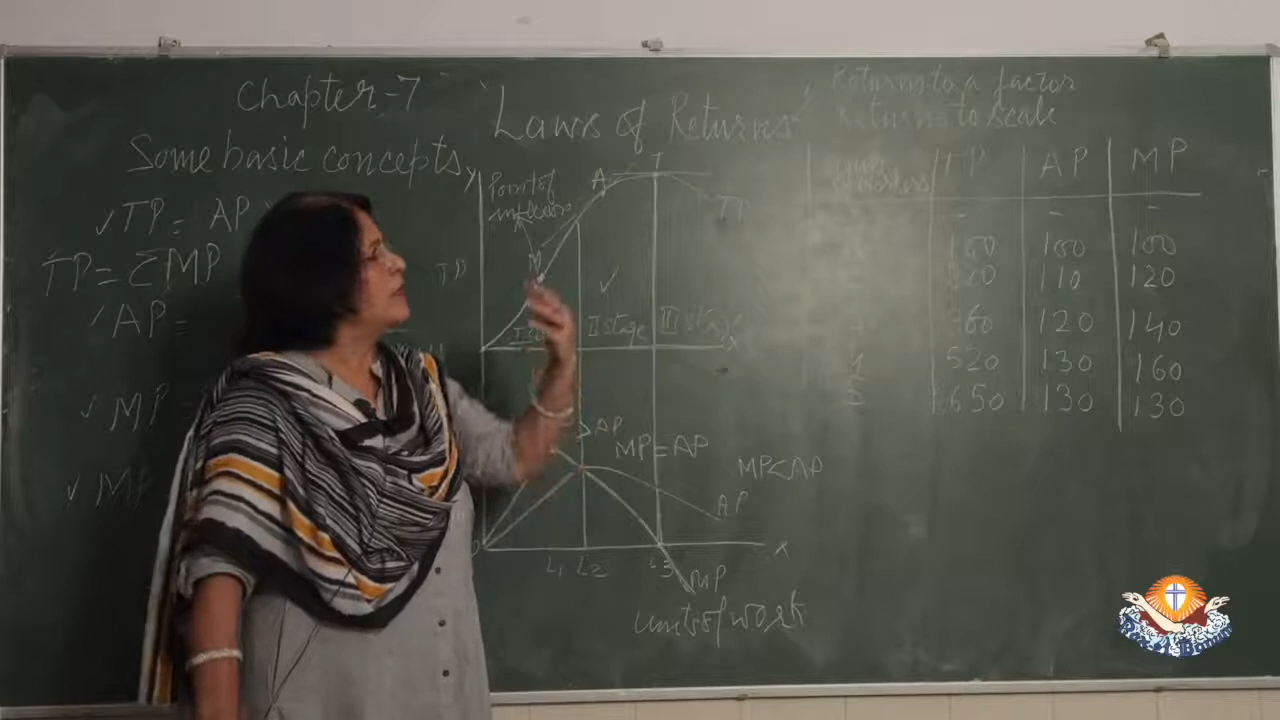 Chapter-7
'Laws of Returns'
Returns to a factor
Returns to scale
Some basic concepts
✓TP = AP
TP = ΣMP
✓AP =
✓MP
✓MP
Y
Point of
inflexion
A
T
TP
TP
✓
II stage
III stage
X
AP
MP=AP
MP<AP
AP
L1 L2 L3
X
MP
units of work
TP AP MP
- - -
100 100 100
220 110 120
360 120 140
520 130 160
650 130 130